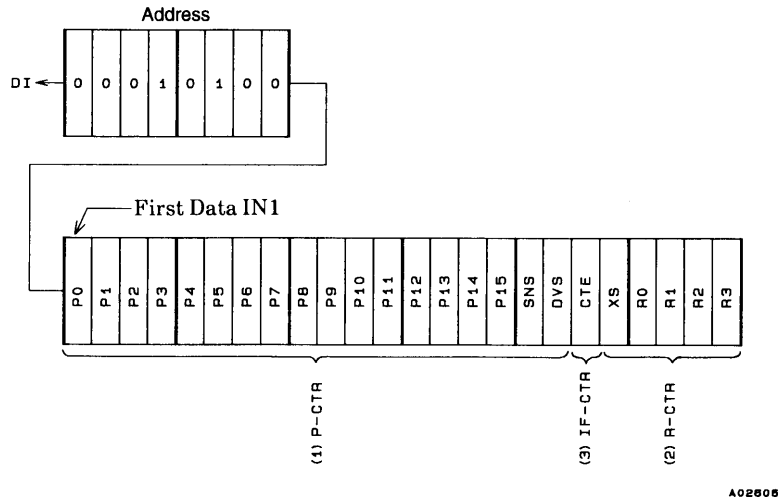 Address
DI 0 0 0 1 0 1 0 0
First Data IN1
P0 P1 P2 P3 P4 P5 P6 P7 P8 P9 P10 P11 P12 P13 P14 P15 SNS DVS CTE XS R0 R1 R2 R3
(1) P-CTR (3) IF-CTR (2) R-CTR
A02606